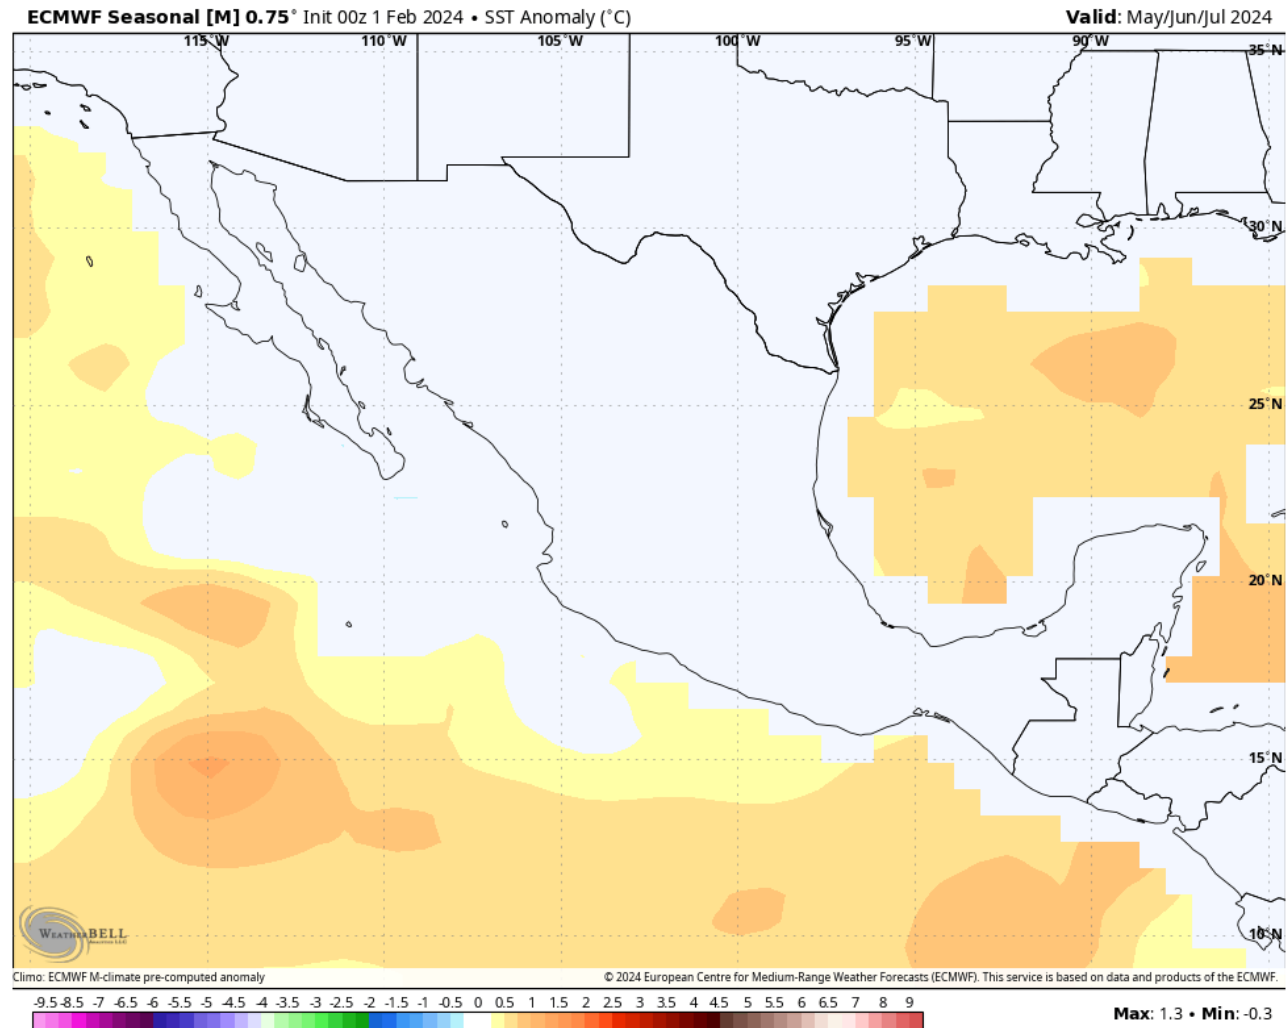 ECMWF Seasonal [M] 0.75° Init 00z 1 Feb 2024 • SST Anomaly (°C)
Valid: May/Jun/Jul 2024
115°W 110°W 105°W 100°W 95°W 90°W
35°N
30°N
25°N
20°N
15°N
10°N
WEATHERBELL
Climo: ECMWF M-climate pre-computed anomaly
© 2024 European Centre for Medium-Range Weather Forecasts (ECMWF). This service is based on data and products of the ECMWF.
-9.5 -8.5 -7 -6.5 -6 -5.5 -5 -4.5 -4 -3.5 -3 -2.5 -2 -1.5 -1 -0.5 0 0.5 1 1.5 2 2.5 3 3.5 4 4.5 5 5.5 6 6.5 7 8 9
Max: 1.3 • Min: -0.3